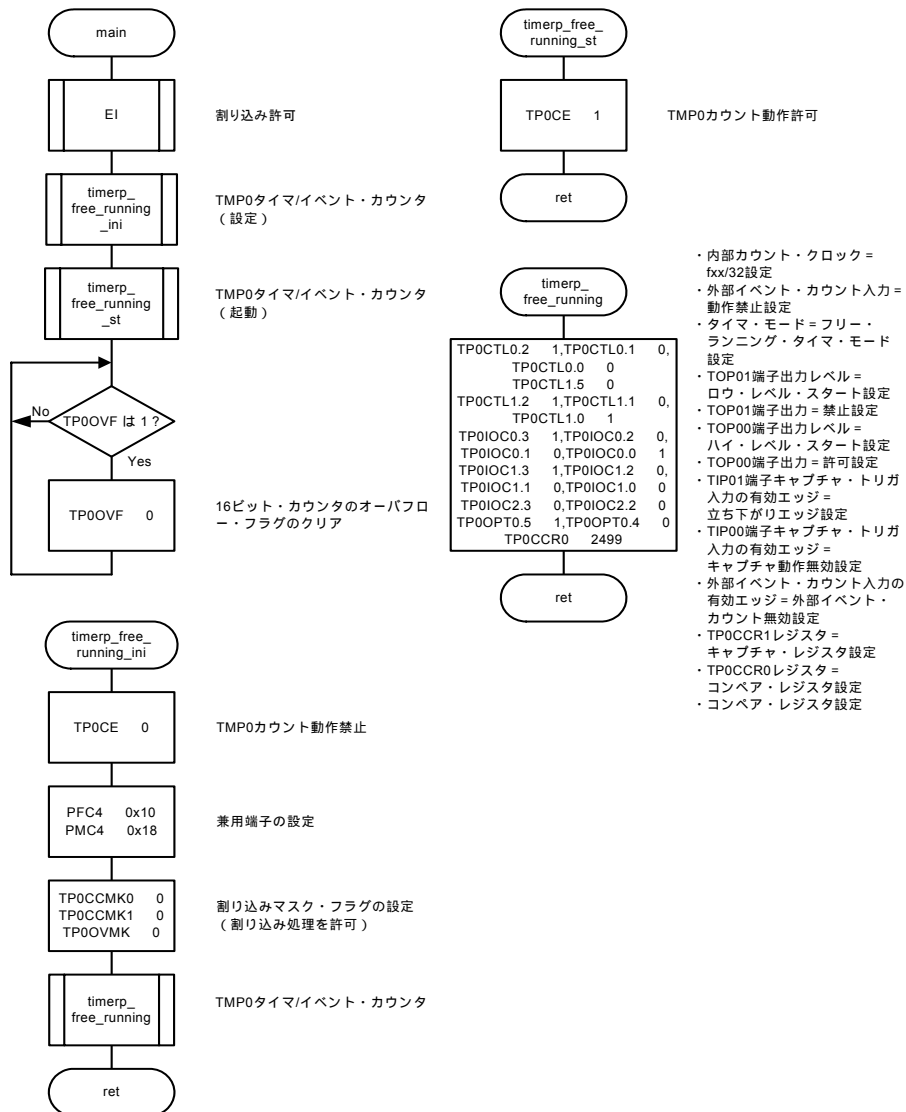 main
EI
割り込み許可
timerp_
free_running
_ini
TMP0タイマ/イベント・カウンタ
（設定）
timerp_
free_running
_st
TMP0タイマ/イベント・カウンタ
（起動）
No
TP0OVF は 1 ?
Yes
TP0OVF 0
16ビット・カウンタのオーバフロ
ー・フラグのクリア
timerp_free_
running_ini
TP0CE 0
TMP0カウント動作禁止
PFC4 0x10
PMC4 0x18
兼用端子の設定
TP0CCMK0 0
TP0CCMK1 0
TP0OVMK 0
割り込みマスク・フラグの設定
（割り込み処理を許可）
timerp_
free_running
TMP0タイマ/イベント・カウンタ
ret
timerp_free_
running_st
TP0CE 1
TMP0カウント動作許可
ret
timerp_
free_running
TP0CTL0.2 1,TP0CTL0.1 0,
TP0CTL0.0 0
TP0CTL1.5 0
TP0CTL1.2 1,TP0CTL1.1 0,
TP0CTL1.0 1
TP0IOC0.3 1,TP0IOC0.2 0,
TP0IOC0.1 0,TP0IOC0.0 1
TP0IOC1.3 1,TP0IOC1.2 0,
TP0IOC1.1 0,TP0IOC1.0 0
TP0IOC2.3 0,TP0IOC2.2 0
TP0OPT0.5 1,TP0OPT0.4 0
TP0CCR0 2499
ret
・内部カウント・クロック =
fxx/32設定
・外部イベント・カウント入力 =
動作禁止設定
・タイマ・モード = フリー・
ランニング・タイマ・モード
設定
・TOP01端子出力レベル =
ロウ・レベル・スタート設定
・TOP01端子出力 = 禁止設定
・TOP00端子出力レベル =
ハイ・レベル・スタート設定
・TOP00端子出力 = 許可設定
・TIP01端子キャプチャ・トリガ
入力の有効エッジ =
立ち下がりエッジ設定
・TIP00端子キャプチャ・トリガ
入力の有効エッジ =
キャプチャ動作無効設定
・外部イベント・カウント入力の
有効エッジ = 外部イベント・
カウント無効設定
・TP0CCR1レジスタ =
キャプチャ・レジスタ設定
・TP0CCR0レジスタ =
コンペア・レジスタ設定
・コンペア・レジスタ設定